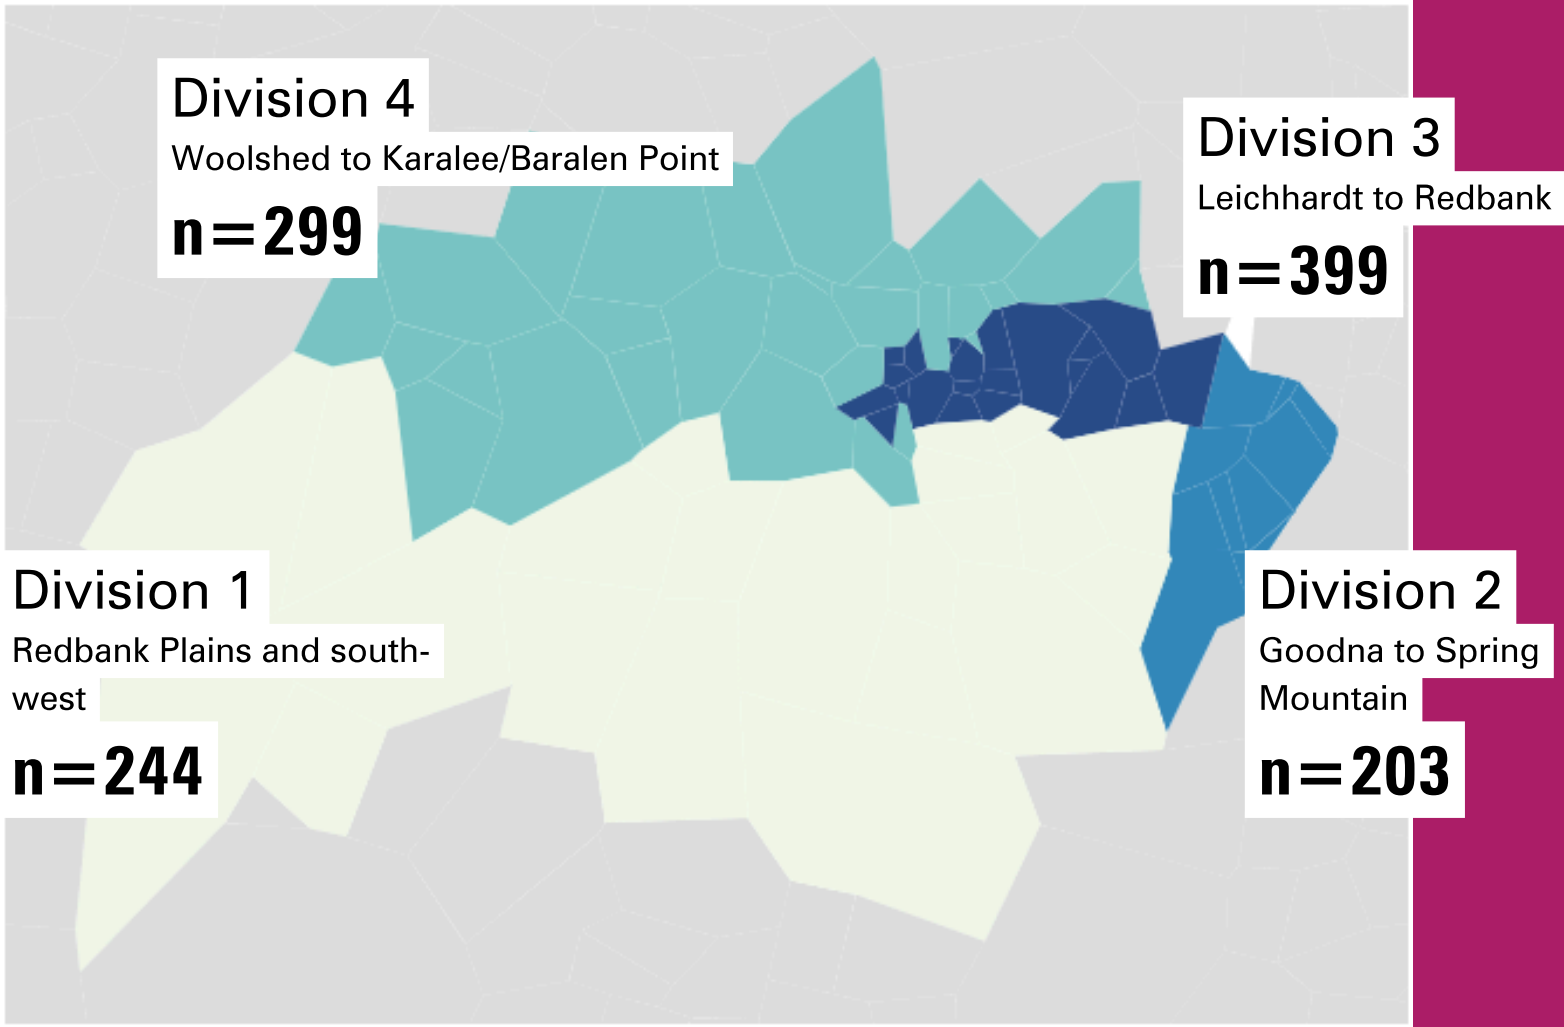 Division 4
Woolshed to Karalee/Baralen Point
n=299
Division 3
Leichhardt to Redbank
n=399
Division 1
Redbank Plains and south-
west
n=244
Division 2
Goodna to Spring
Mountain
n=203